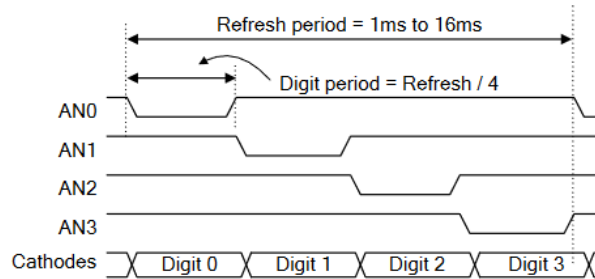 Refresh period = 1ms to 16ms
Digit period = Refresh / 4
AN0
AN1
AN2
AN3
Cathodes Digit 0 Digit 1 Digit 2 Digit 3